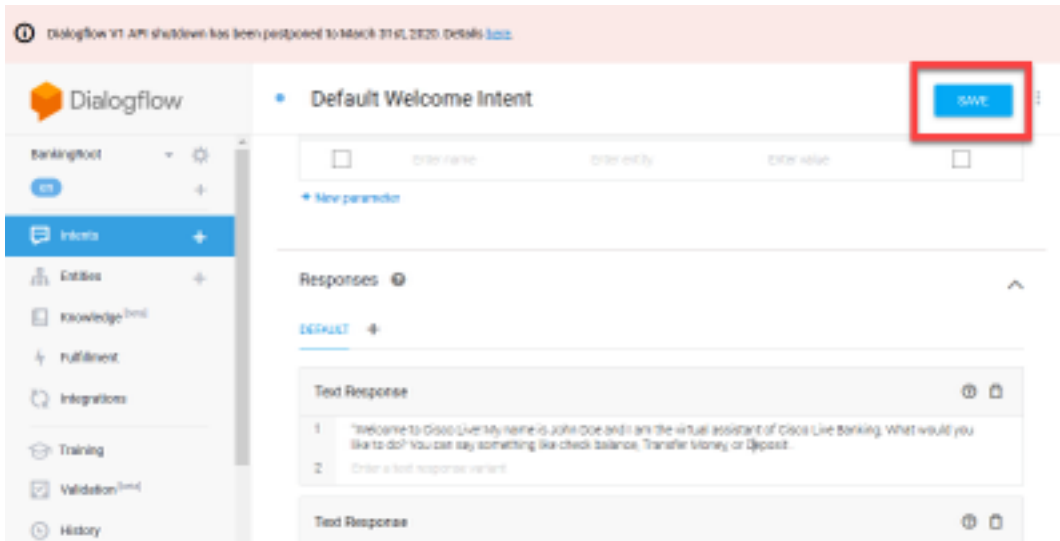 Dialogflow V1 API shutdown has been postponed to March 31st, 2020. Details here.
Dialogflow
Default Welcome Intent
SAVE
BankingRoot
en
Enter name Enter entity Enter value
+ New parameter
Intents
Entities
Knowledge [beta]
Fulfillment
Integrations
Training
Validation [beta]
History
Responses
DEFAULT
Text Response
1 "Welcome to Cisco Live! My name is John Doe and I am the virtual assistant of Cisco Live Banking. What would you
like to do? You can say something like check balance, Transfer Money, or Deposit.
2 Enter a text response variant
Text Response